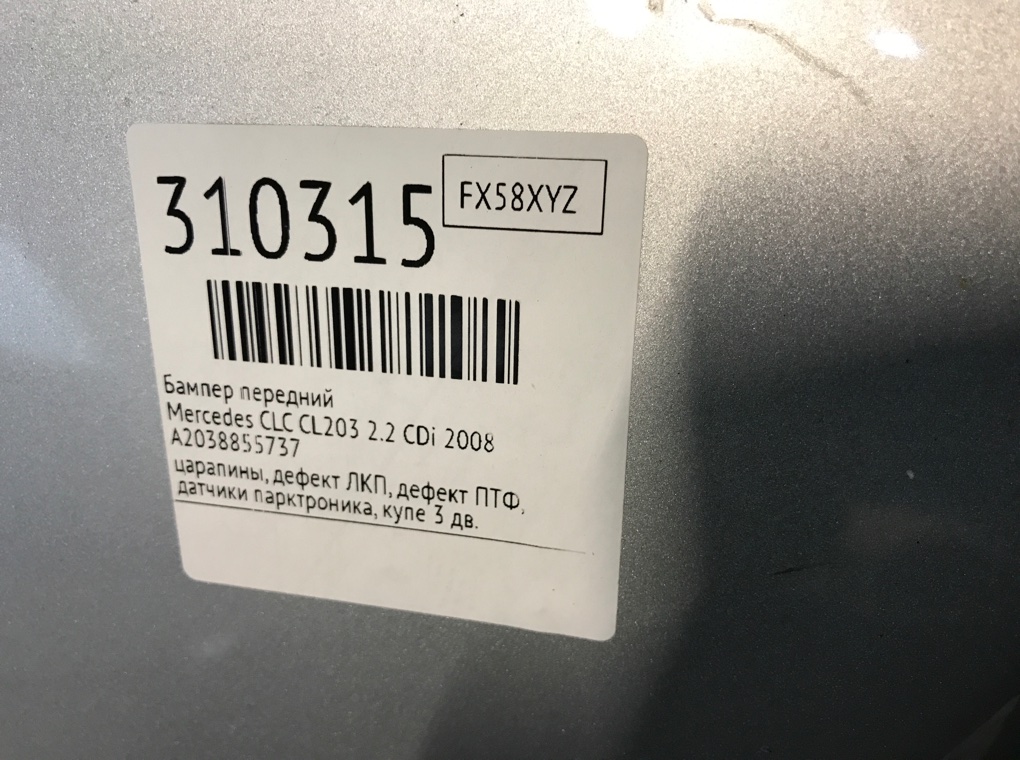 310315 FX58XYZ
Бампер передний
Mercedes CLC CL203 2.2 CDi 2008
A2038855737
царапины, дефект ЛКП, дефект ПТФ,
датчики парктроника, купе 3 дв.